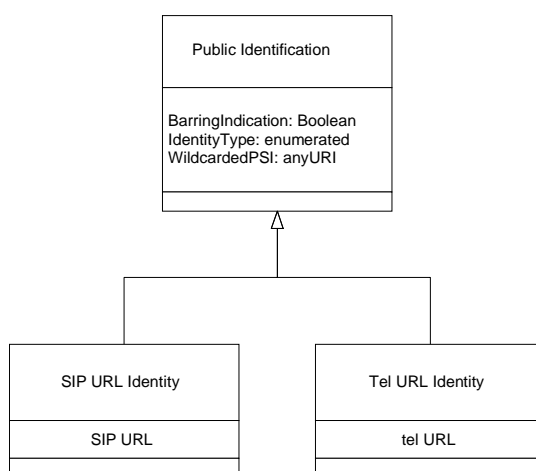 Public Identification
BarringIndication: Boolean
IdentityType: enumerated
WildcardedPSI: anyURI
SIP URL Identity
Tel URL Identity
SIP URL
tel URL